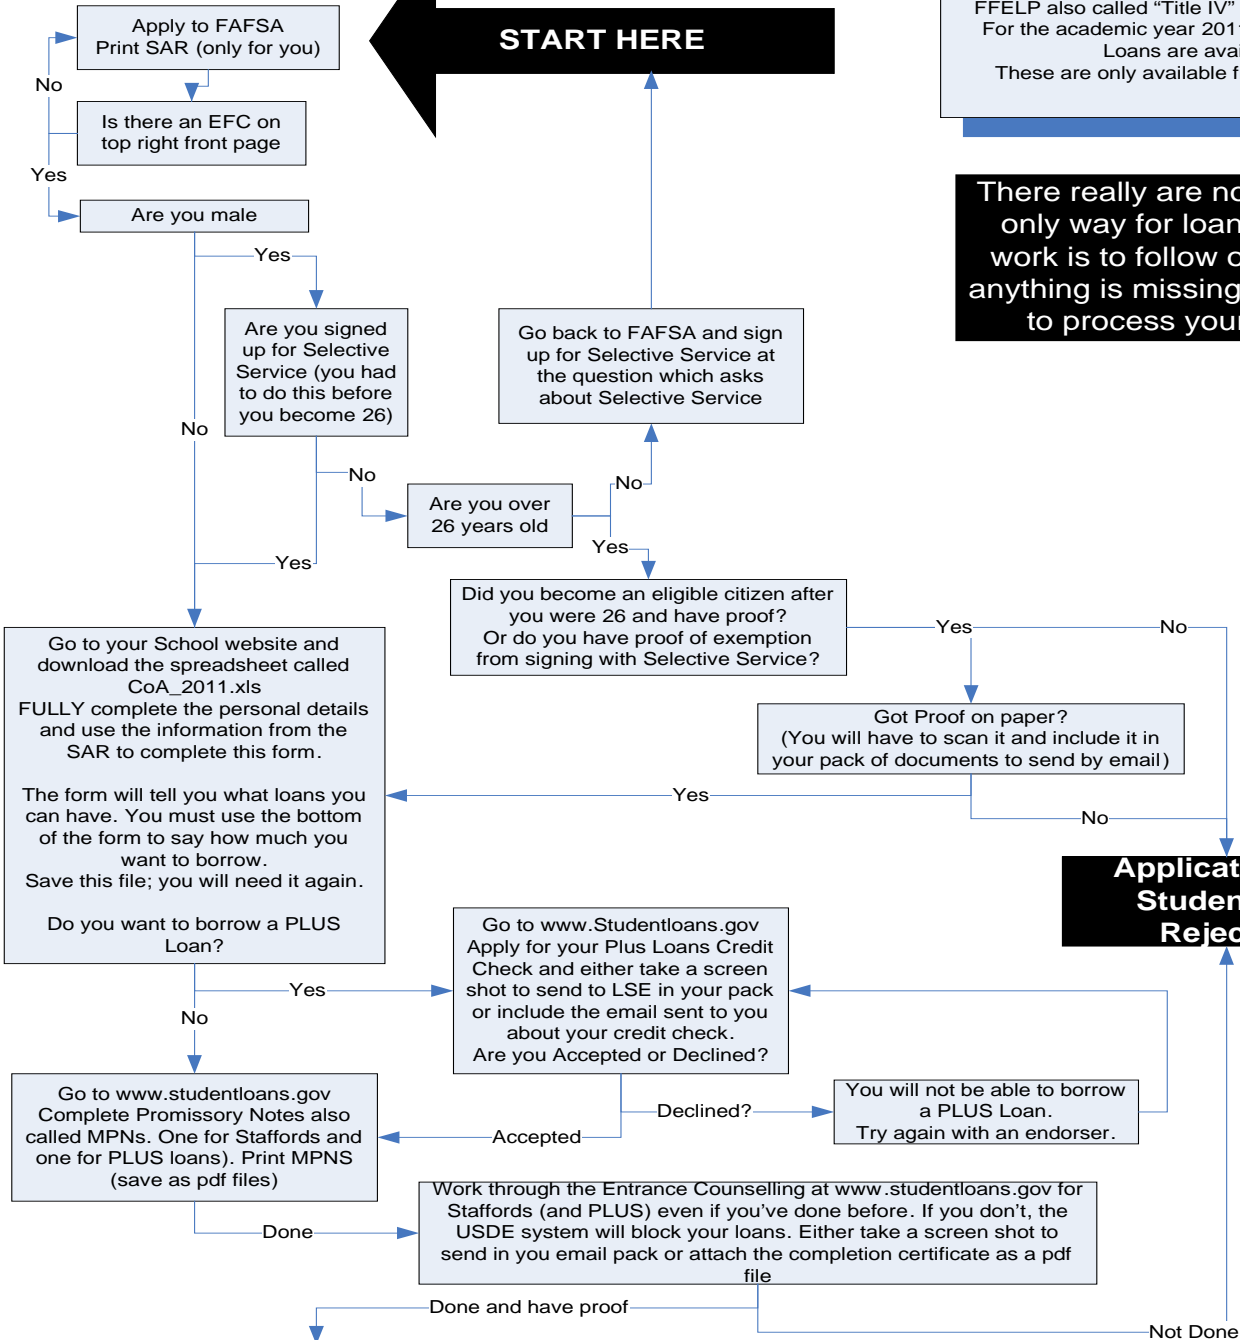 START HERE
Apply to FAFSA
Print SAR (only for you)
No
Is there an EFC on
top right front page
Yes
Are you male
FFELP also called “Title IV”
For the academic year 201
Loans are avai
These are only available f
There really are no
only way for loan
work is to follow o
anything is missing
to process your
Yes
No
Are you signed
up for Selective
Service (you had
to do this before
you become 26)
Go back to FAFSA and sign
up for Selective Service at
the question which asks
about Selective Service
No
Yes
Are you over
26 years old
No
Yes
Did you become an eligible citizen after
you were 26 and have proof?
Or do you have proof of exemption
from signing with Selective Service?
Yes
No
Got Proof on paper?
(You will have to scan it and include it in
your pack of documents to send by email)
Yes
No
Go to your School website and
download the spreadsheet called
CoA_2011.xls
FULLY complete the personal details
and use the information from the
SAR to complete this form.
The form will tell you what loans you
can have. You must use the bottom
of the form to say how much you
want to borrow.
Save this file; you will need it again.
Do you want to borrow a PLUS
Loan?
Applicat
Studen
Rejec
Yes
No
Go to www.Studentloans.gov
Apply for your Plus Loans Credit
Check and either take a screen
shot to send to LSE in your pack
or include the email sent to you
about your credit check.
Are you Accepted or Declined?
Declined?
Accepted
You will not be able to borrow
a PLUS Loan.
Try again with an endorser.
Go to www.studentloans.gov
Complete Promissory Notes also
called MPNs. One for Staffords and
one for PLUS loans). Print MPNS
(save as pdf files)
Done
Work through the Entrance Counselling at www.studentloans.gov for
Staffords (and PLUS) even if you’ve done before. If you don’t, the
USDE system will block your loans. Either take a screen shot to
send in you email pack or attach the completion certificate as a pdf
file
Done and have proof
Not Done